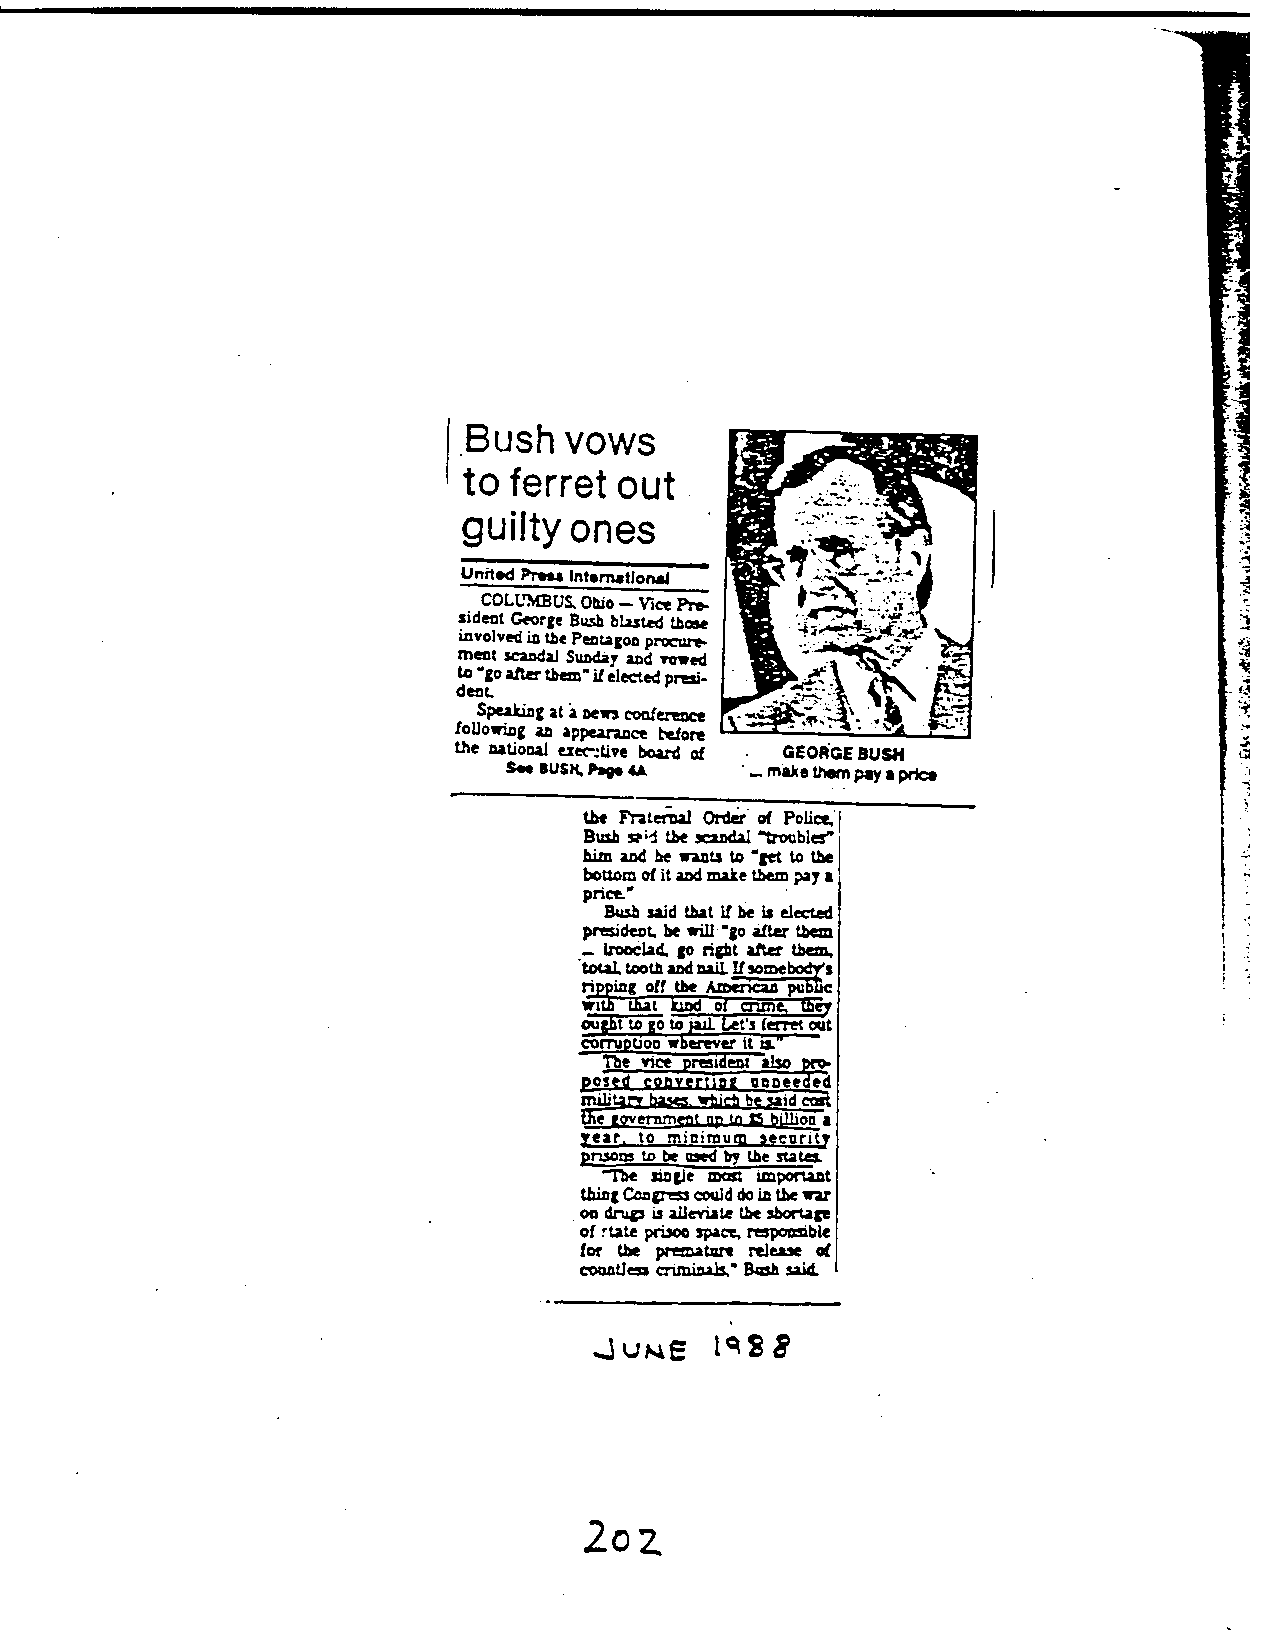 Bush vows
to ferret out
guilty ones
United Press International
COLUMBUS, Ohio — Vice Pre-
sident George Bush blasted those
involved in the Pentagon procure-
ment scandal Sunday and vowed
to "go after them" if elected presi-
dent.
Speaking at a news conference
following an appearance before
the national executive board of
See BUSH, Page 4A
GEORGE BUSH
... make them pay a price
the Fraternal Order of Police,
Bush said the scandal "troubles"
him and he wants to "get to the
bottom of it and make them pay a
price."
Bush said that if he is elected
president, he will "go after them
— ironclad, go right after them,
total, tooth and nail. If somebody's
ripping off the American public
with that kind of crime, they
ought to go to jail. Let's ferret out
corruption wherever it is."
The vice president also pro-
posed converting unneeded
military bases, which he said cost
the government up to $5 billion a
year, to minimum security
prisons to be used by the states.
"The single most important
thing Congress could do in the war
on drugs is alleviate the shortage
of state prison space, responsible
for the premature release of
countless criminals," Bush said.
JUNE 1988
202